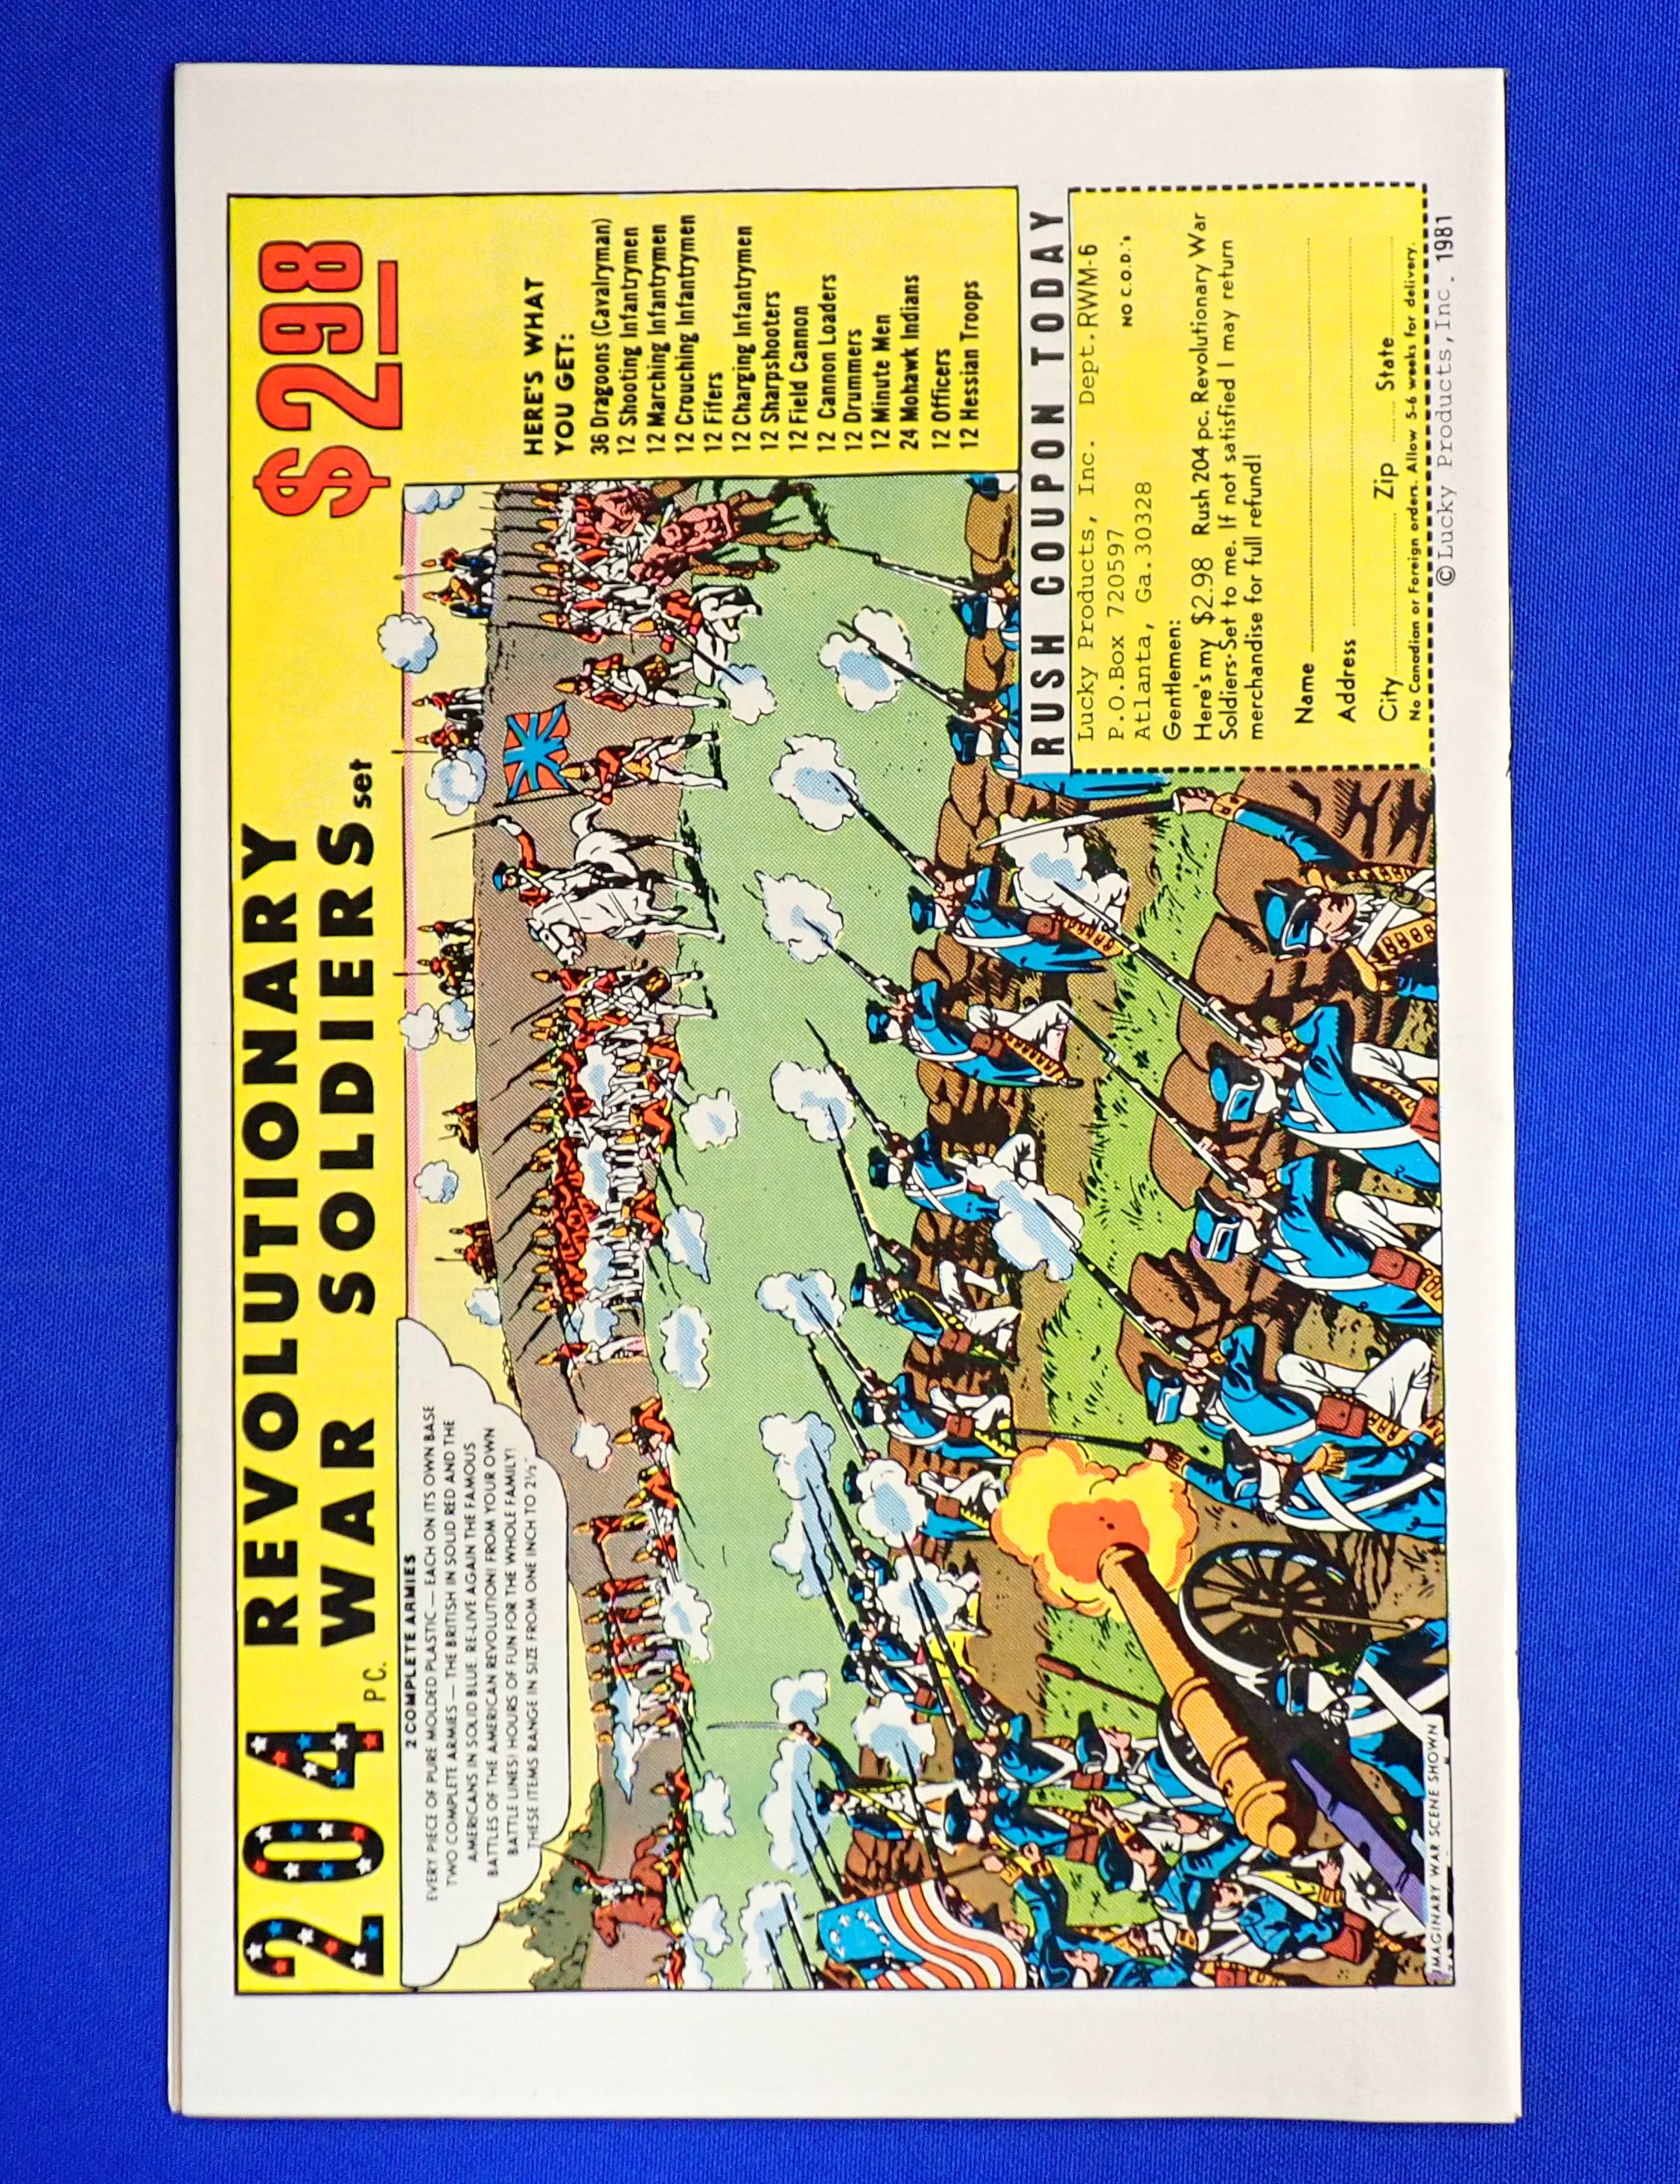 204 PC. REVOLUTIONARY
WAR SOLDIERS set
$2.98
2 COMPLETE ARMIES
EVERY PIECE OF PURE MOLDED PLASTIC — EACH ON ITS OWN BASE
TWO COMPLETE ARMIES — THE BRITISH IN SOLID RED AND THE
AMERICANS IN SOLID BLUE. RE-LIVE AGAIN THE FAMOUS
BATTLES OF THE AMERICAN REVOLUTION! FROM YOUR OWN
BATTLE LINES! HOURS OF FUN FOR THE WHOLE FAMILY!
THESE ITEMS RANGE IN SIZE FROM ONE INCH TO 2½"
HERE'S WHAT
YOU GET:
36 Dragoons (Cavalryman)
12 Shooting Infantrymen
12 Marching Infantrymen
12 Crouching Infantrymen
12 Fifers
12 Charging Infantrymen
12 Sharpshooters
12 Field Cannon
12 Cannon Loaders
12 Drummers
12 Minute Men
24 Mohawk Indians
12 Officers
12 Hessian Troops
IMAGINARY WAR SCENE SHOWN
RUSH COUPON TODAY
Lucky Products, Inc. Dept.RWM-6
P.O.Box 720597 NO C.O.D.'s
Atlanta, Ga.30328
Gentlemen:
Here's my $2.98 Rush 204 pc. Revolutionary War
Soldiers Set to me. If not satisfied I may return
merchandise for full refund!
Name
Address
City Zip State
No Canadian or Foreign orders. Allow 5-6 weeks for delivery.
©Lucky Products,Inc. 1981